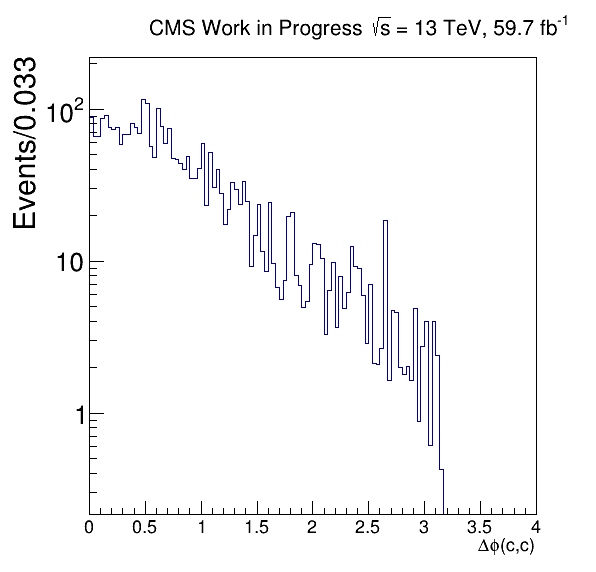 CMS Work in Progress √s = 13 TeV, 59.7 fb⁻¹
Events/0.033
10²
10
1
0 0.5 1 1.5 2 2.5 3 3.5 4
Δϕ(c,c)